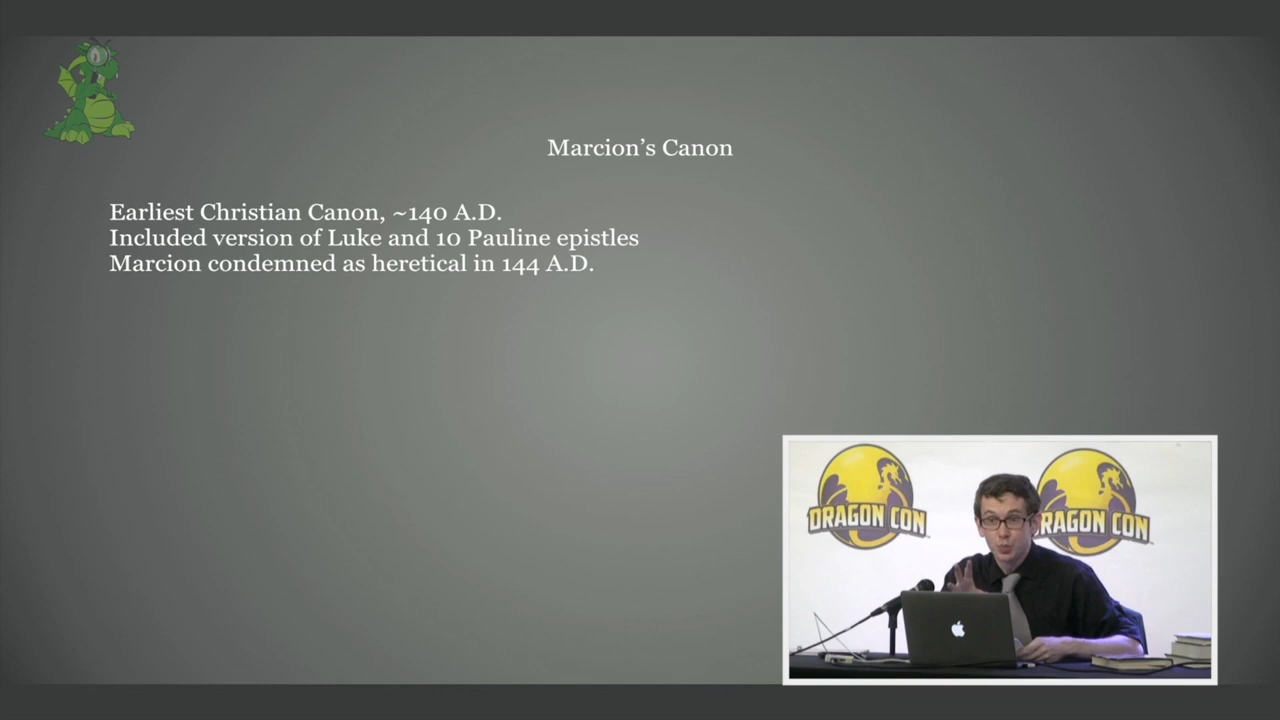 Marcion's Canon
Earliest Christian Canon, ~140 A.D.
Included version of Luke and 10 Pauline epistles
Marcion condemned as heretical in 144 A.D.
DRAGON CON
RAGON CON